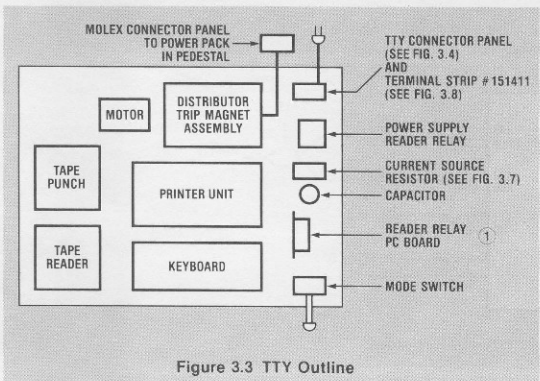 MOLEX CONNECTOR PANEL
TO POWER PACK
IN PEDESTAL
TTY CONNECTOR PANEL
(SEE FIG. 3.4)
AND
TERMINAL STRIP #151411
(SEE FIG. 3.8)
MOTOR
DISTRIBUTOR
TRIP MAGNET
ASSEMBLY
POWER SUPPLY
READER RELAY
TAPE
PUNCH
PRINTER UNIT
CURRENT SOURCE
RESISTOR (SEE FIG. 3.7)
CAPACITOR
TAPE
READER
KEYBOARD
READER RELAY
PC BOARD
1
MODE SWITCH
Figure 3.3 TTY Outline